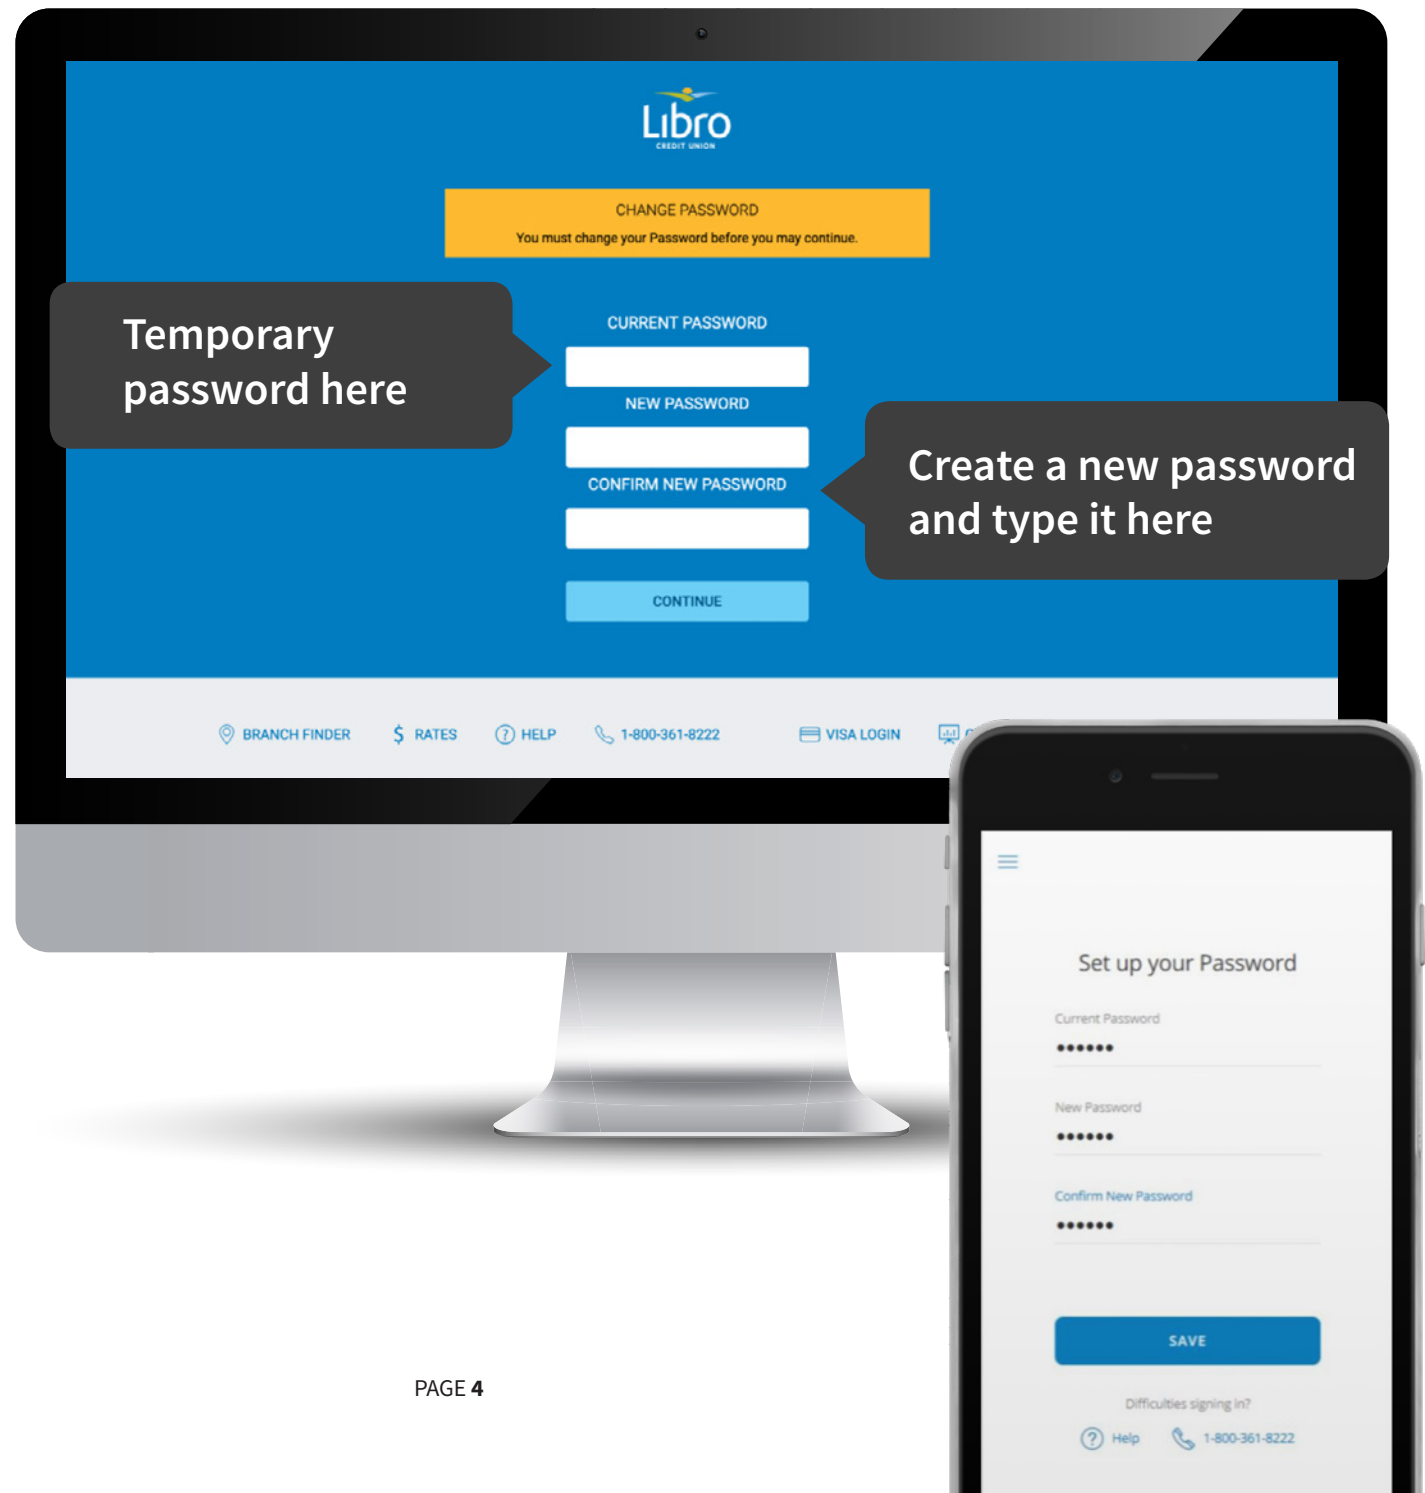 Libro
CREDIT UNION
CHANGE PASSWORD
You must change your Password before you may continue.
Temporary
password here
CURRENT PASSWORD
NEW PASSWORD
CONFIRM NEW PASSWORD
Create a new password
and type it here
CONTINUE
BRANCH FINDER $ RATES ? HELP 1-800-361-8222 VISA LOGIN
Set up your Password
Current Password
••••••
New Password
••••••
Confirm New Password
••••••
SAVE
Difficulties signing in?
? Help 1-800-361-8222
PAGE 4